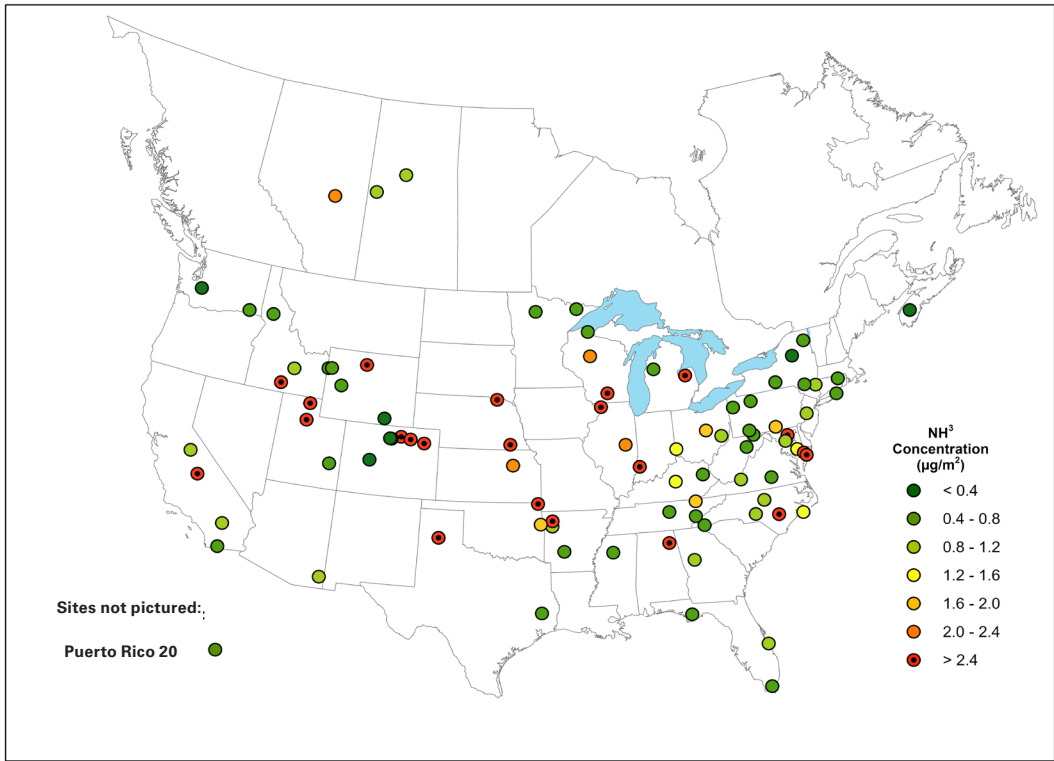 NH³
Concentration
(µg/m²)
< 0.4
0.4 - 0.8
0.8 - 1.2
1.2 - 1.6
1.6 - 2.0
2.0 - 2.4
> 2.4
Sites not pictured:;
Puerto Rico 20